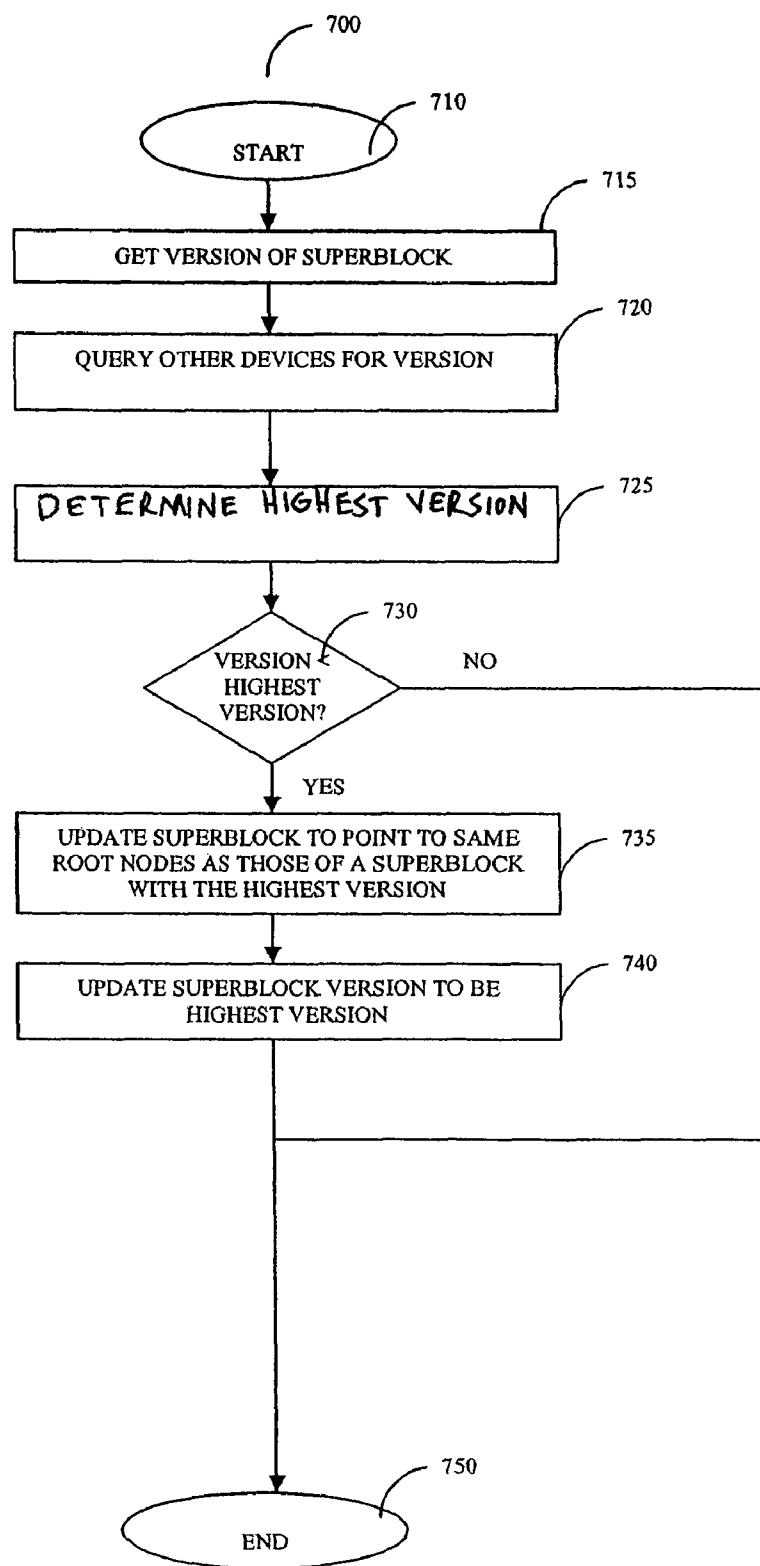 700
710
START
715
GET VERSION OF SUPERBLOCK
720
QUERY OTHER DEVICES FOR VERSION
DETERMINE HIGHEST VERSION
725
730
VERSION <
HIGHEST
VERSION?
NO
YES
UPDATE SUPERBLOCK TO POINT TO SAME
ROOT NODES AS THOSE OF A SUPERBLOCK
WITH THE HIGHEST VERSION
735
740
UPDATE SUPERBLOCK VERSION TO BE
HIGHEST VERSION
750
END